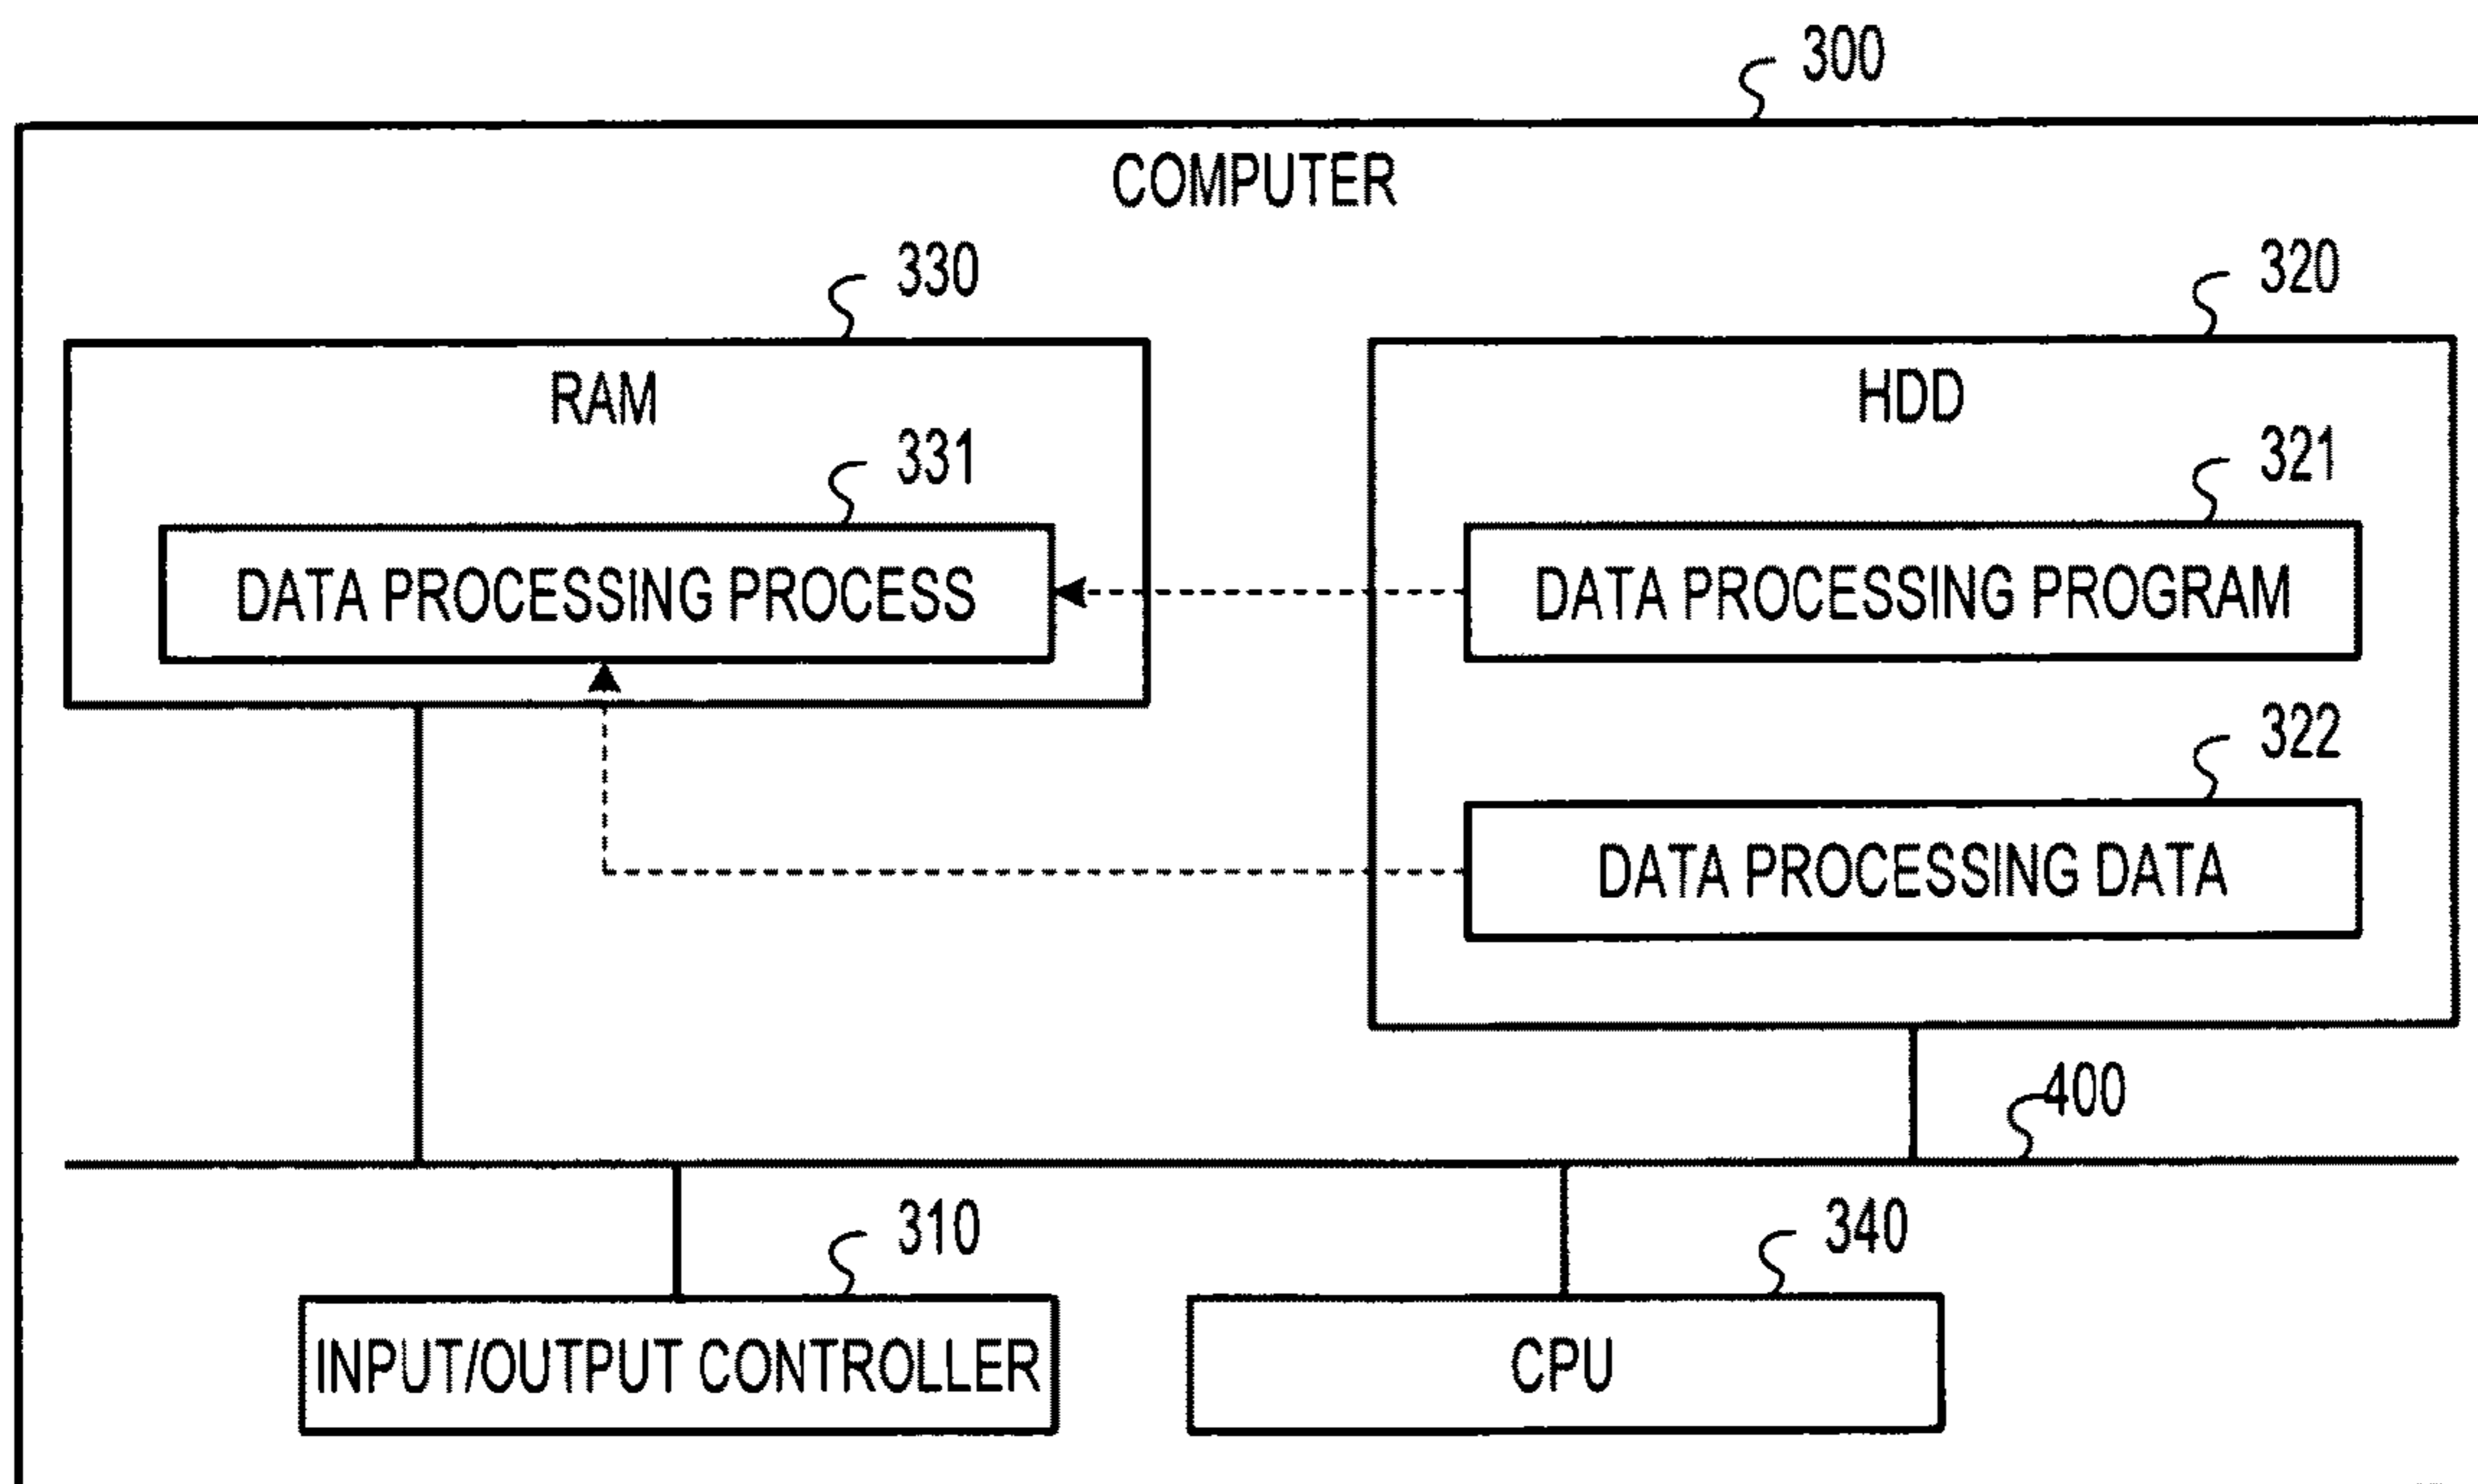 300
COMPUTER
330
320
RAM
HDD
331
321
DATA PROCESSING PROCESS
DATA PROCESSING PROGRAM
322
DATA PROCESSING DATA
400
310
340
INPUT/OUTPUT CONTROLLER
CPU